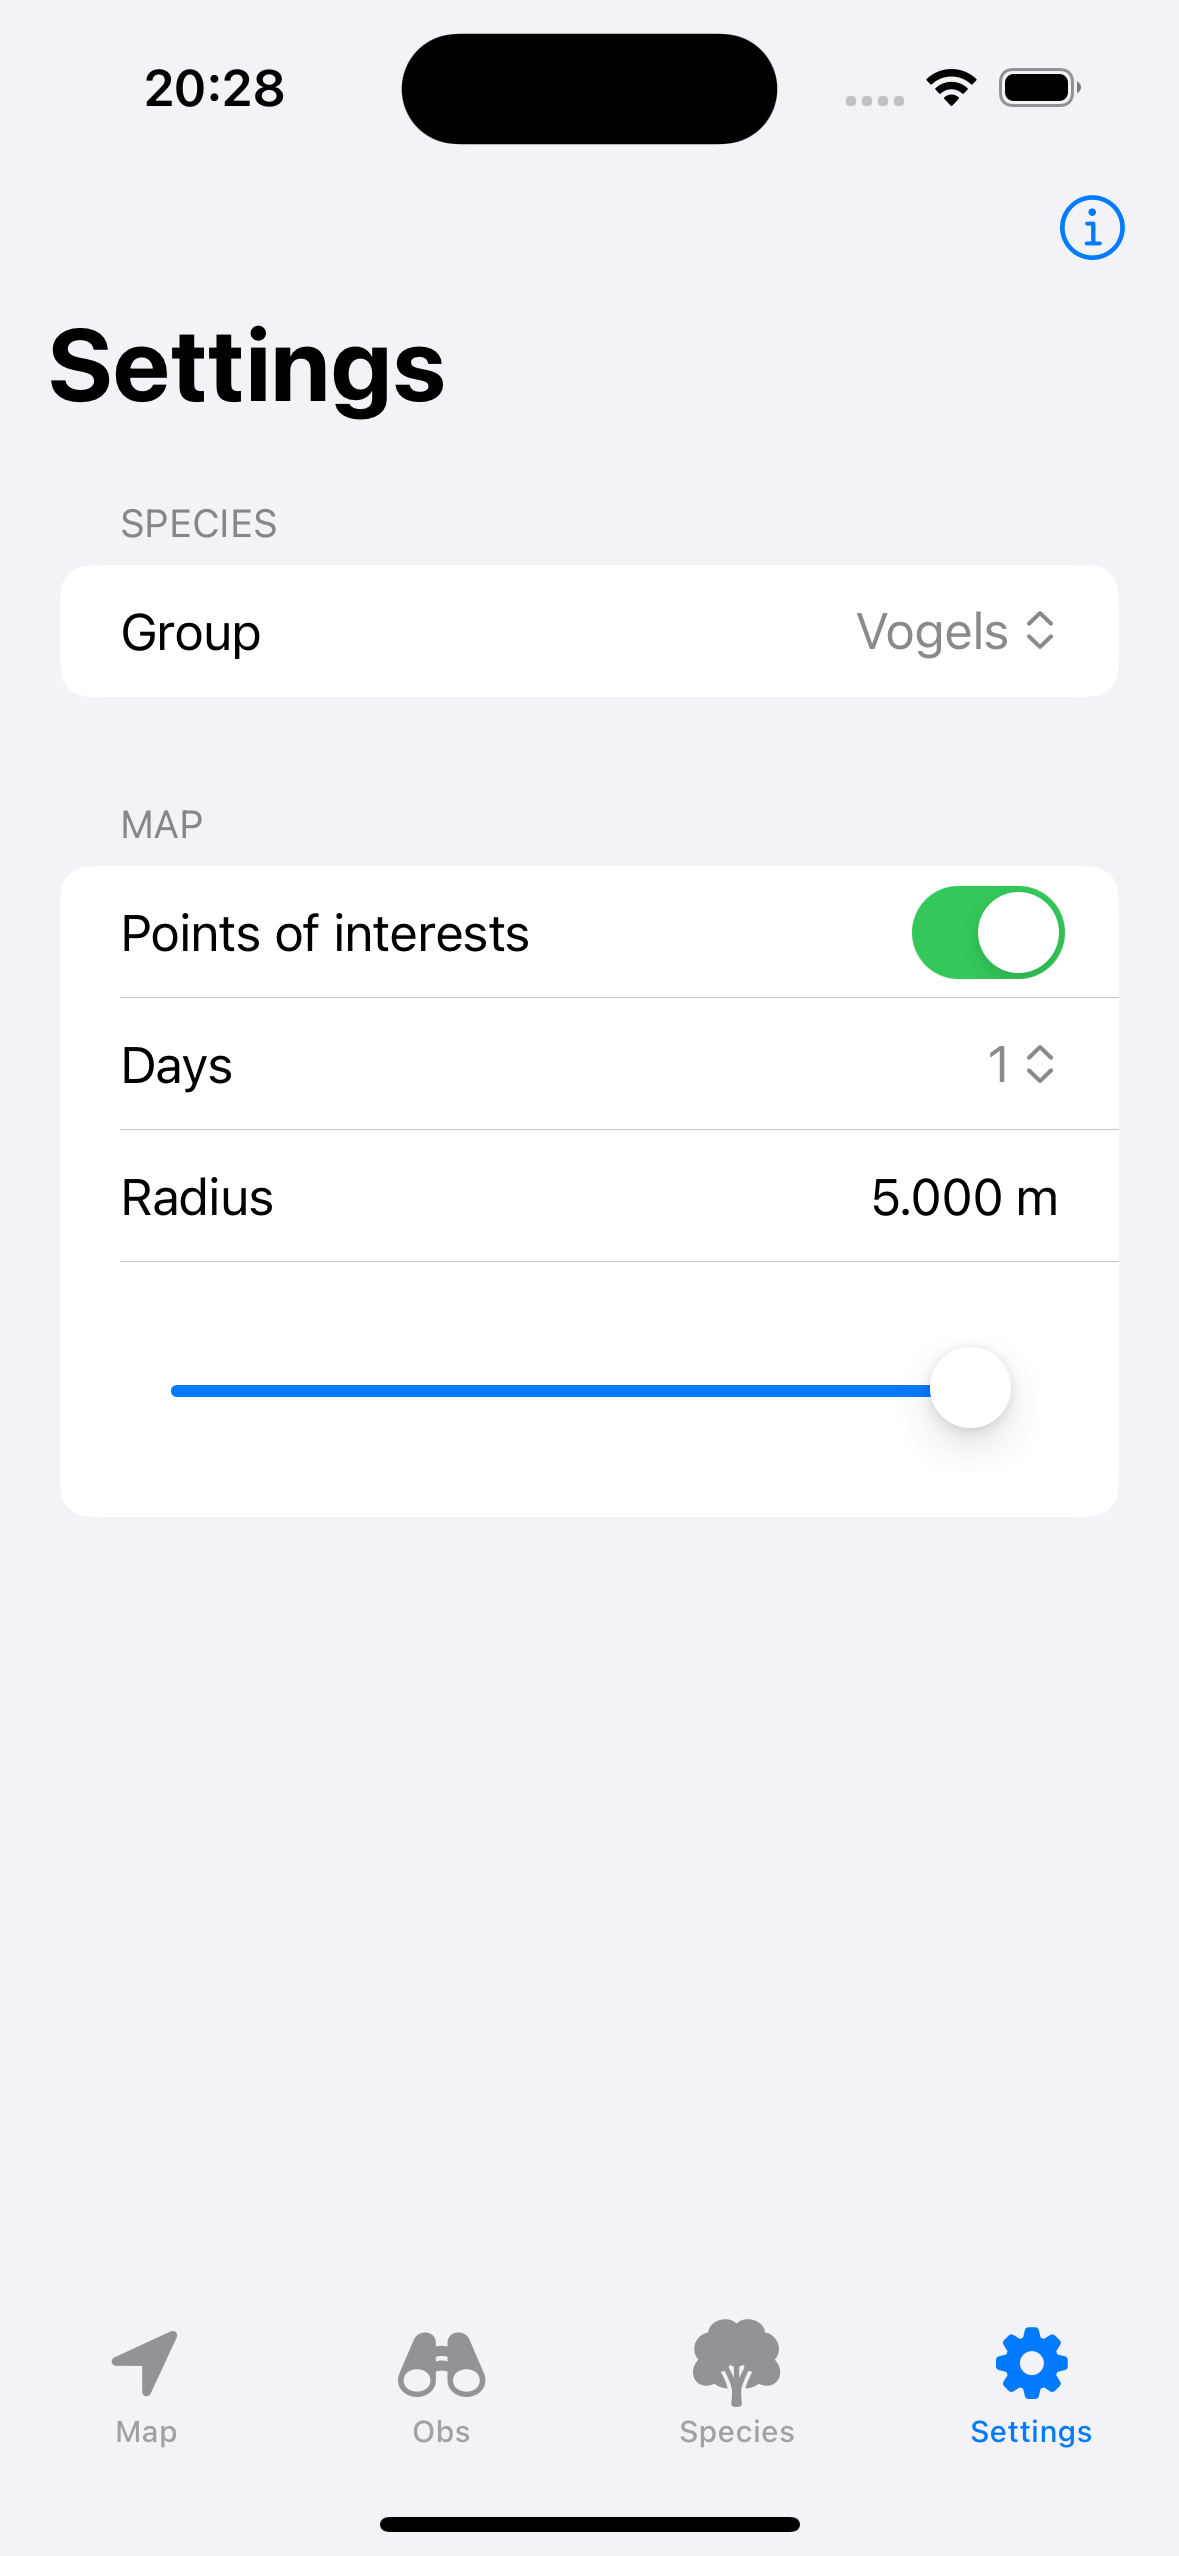 20:28
Settings
SPECIES
Group Vogels
MAP
Points of interests
Days 1
Radius 5.000 m
Map Obs Species Settings